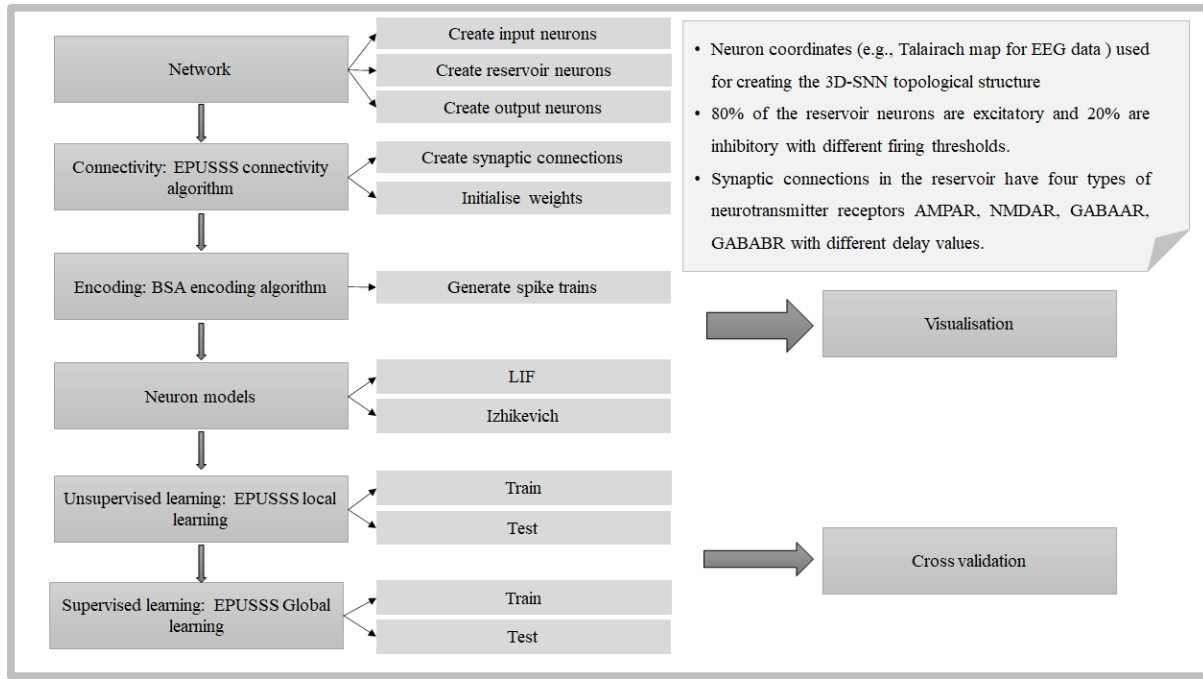 Network
Create input neurons
Create reservoir neurons
Create output neurons
Connectivity: EPUSSS connectivity
algorithm
Create synaptic connections
Initialise weights
Encoding: BSA encoding algorithm
Generate spike trains
Neuron models
LIF
Izhikevich
Unsupervised learning: EPUSSS local
learning
Train
Test
Supervised learning: EPUSSS Global
learning
Train
Test
• Neuron coordinates (e.g., Talairach map for EEG data ) used
for creating the 3D-SNN topological structure
• 80% of the reservoir neurons are excitatory and 20% are
inhibitory with different firing thresholds.
• Synaptic connections in the reservoir have four types of
neurotransmitter receptors AMPAR, NMDAR, GABAAR,
GABABR with different delay values.
Visualisation
Cross validation